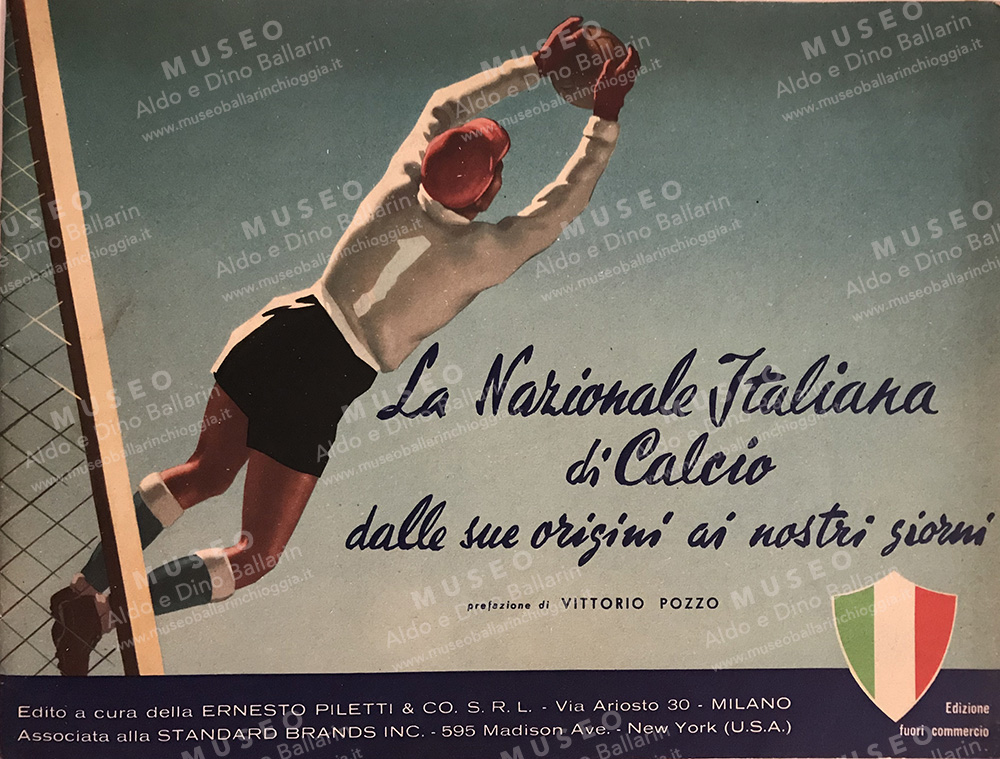 La Nazionale Italiana
di Calcio
dalle sue origini ai nostri giorni
prefazione di VITTORIO POZZO
Edito a cura della ERNESTO PILETTI & CO. S. R. L. - Via Ariosto 30 - MILANO
Associata alla STANDARD BRANDS INC. - 595 Madison Ave. - New York (U.S.A.)
Edizione
fuori commercio
1
MUSEO
Aldo e Dino Ballarin
www.museoballarinchioggia.it